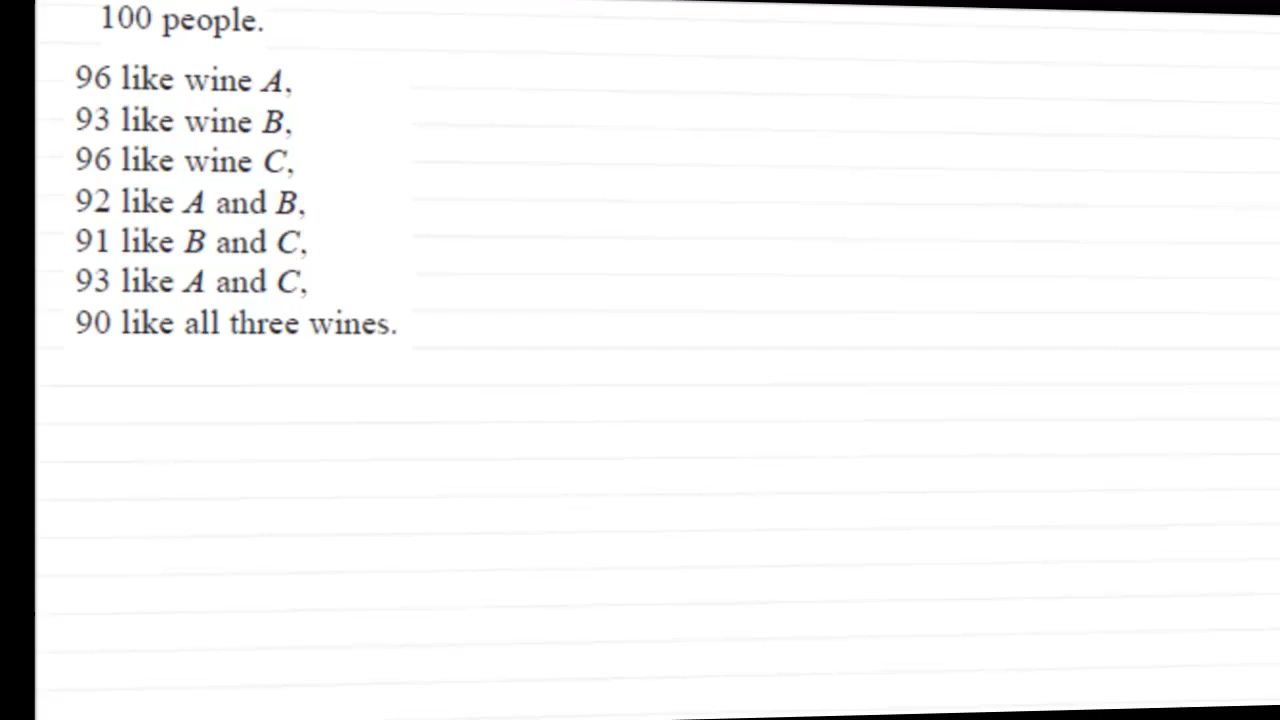 100 people.
96 like wine A,
93 like wine B,
96 like wine C,
92 like A and B,
91 like B and C,
93 like A and C,
90 like all three wines.